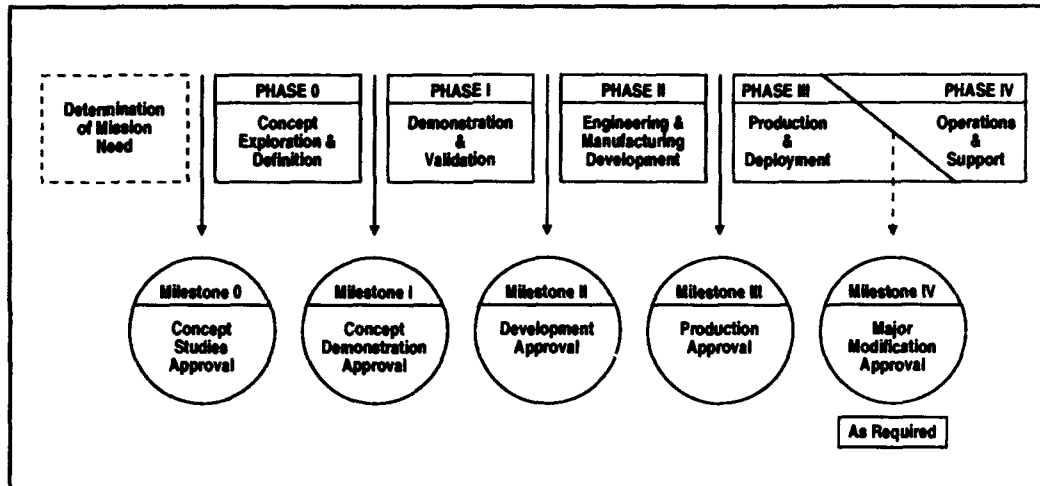 Determination
of Mission
Need
PHASE 0
Concept
Exploration &
Definition
PHASE I
Demonstration
&
Validation
PHASE II
Engineering &
Manufacturing
Development
PHASE III
Production
&
Deployment
PHASE IV
Operations
&
Support
Milestone 0
Concept
Studies
Approval
Milestone I
Concept
Demonstration
Approval
Milestone II
Development
Approval
Milestone III
Production
Approval
Milestone IV
Major
Modification
Approval
As Required